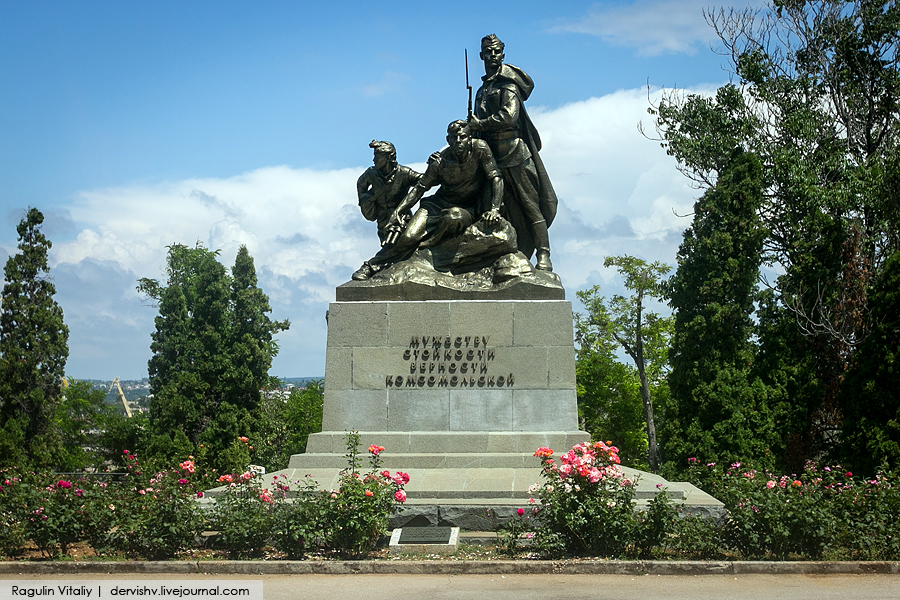 МУЖЕСТВУ
СТОЙКОСТИ
ВЕРНОСТИ
КОМСОМОЛЬСКОЙ
Ragulin Vitaliy | dervishv.livejournal.com